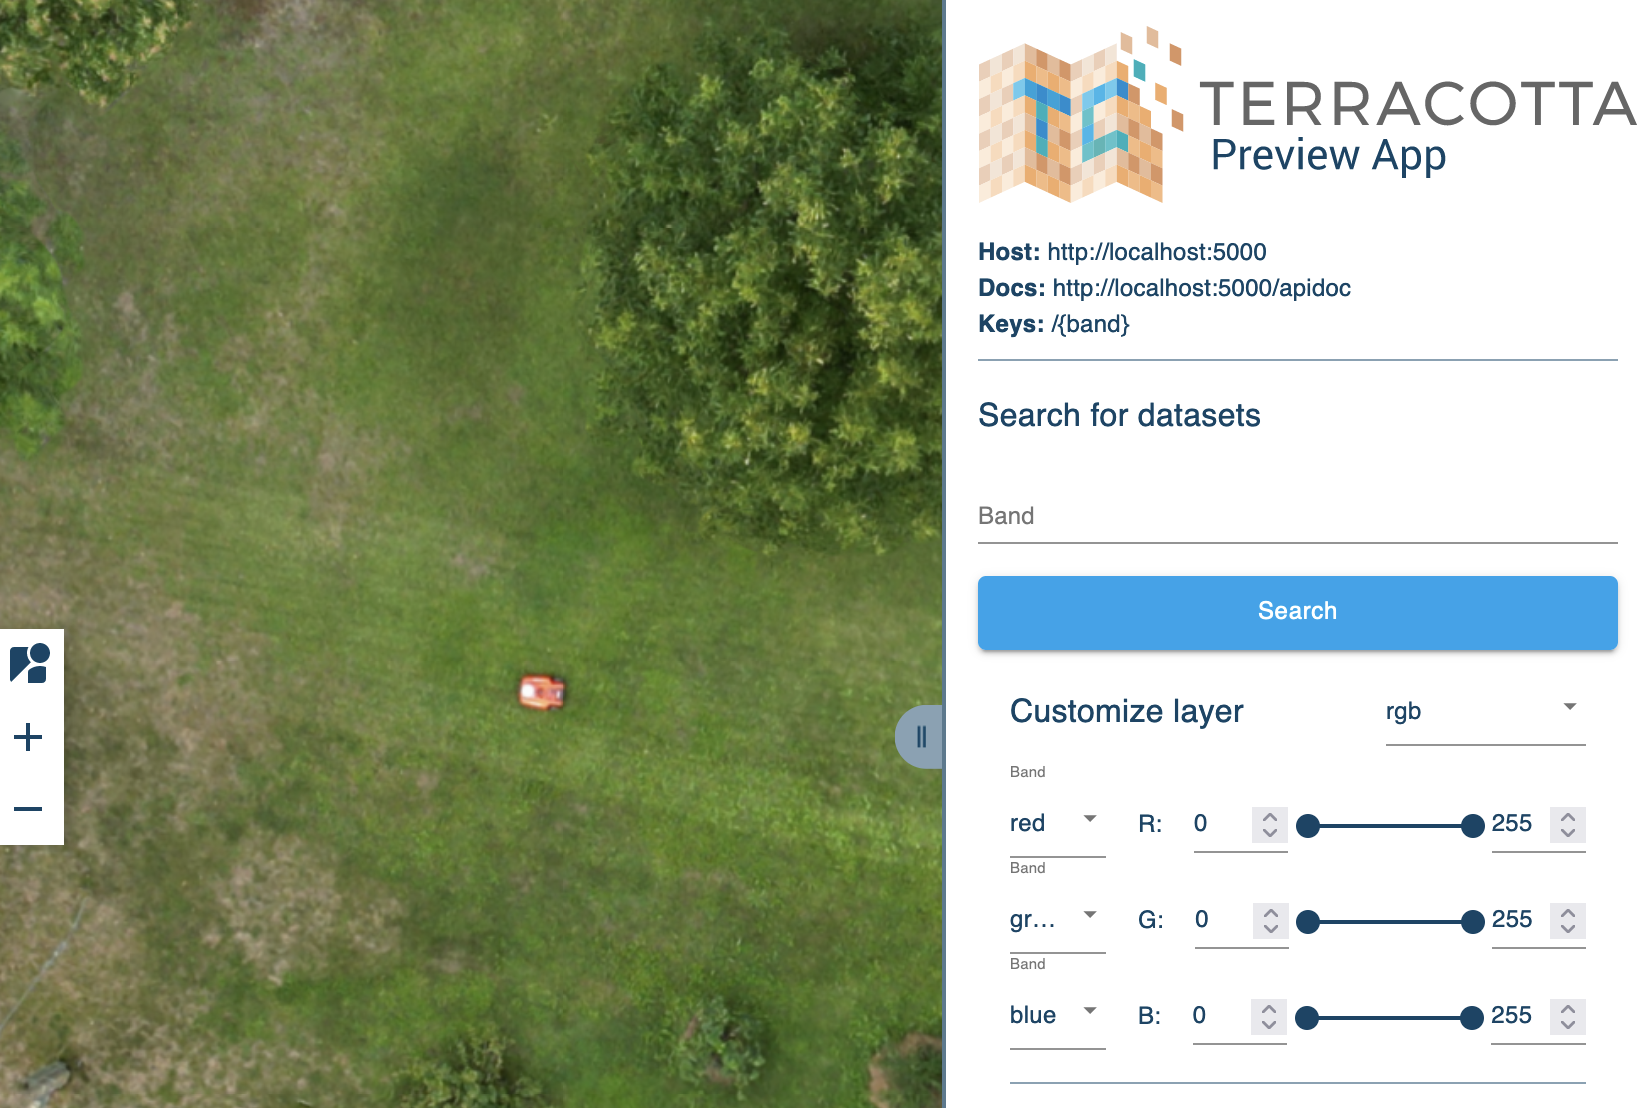 TERRACOTTA
Preview App
Host: http://localhost:5000
Docs: http://localhost:5000/apidoc
Keys: /{band}
Search for datasets
Band
Search
Customize layer rgb
Band
red R: 0 255
Band
gr... G: 0 255
Band
blue B: 0 255